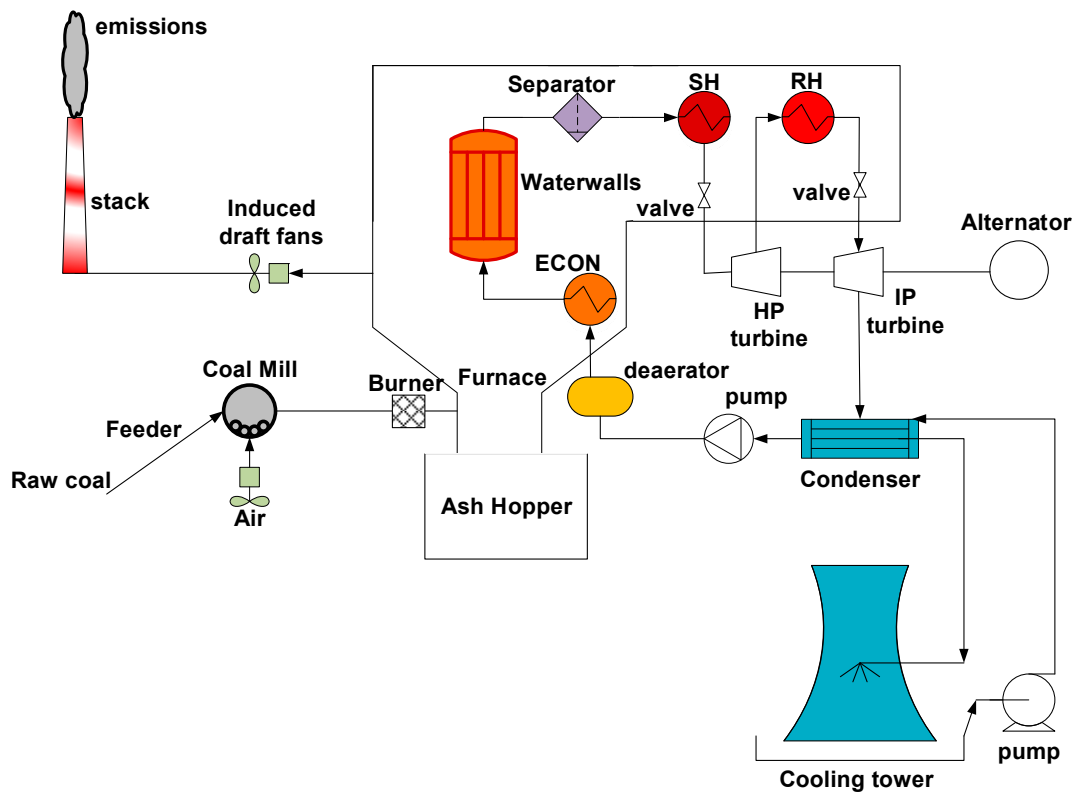 emissions
stack
Induced
draft fans
Separator
SH
RH
Waterwalls
valve
valve
ECON
Alternator
HP
turbine
IP
turbine
Coal Mill
Burner
Furnace
deaerator
pump
Feeder
Raw coal
Air
Ash Hopper
Condenser
Cooling tower
pump